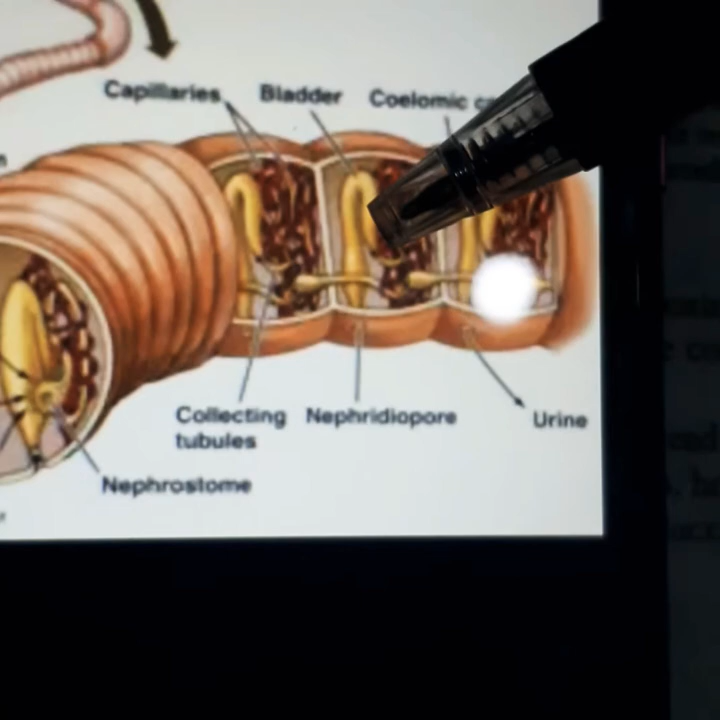 Capillaries
Bladder
Coelomic
Collecting
tubules
Nephridiopore
Urine
Nephrostome